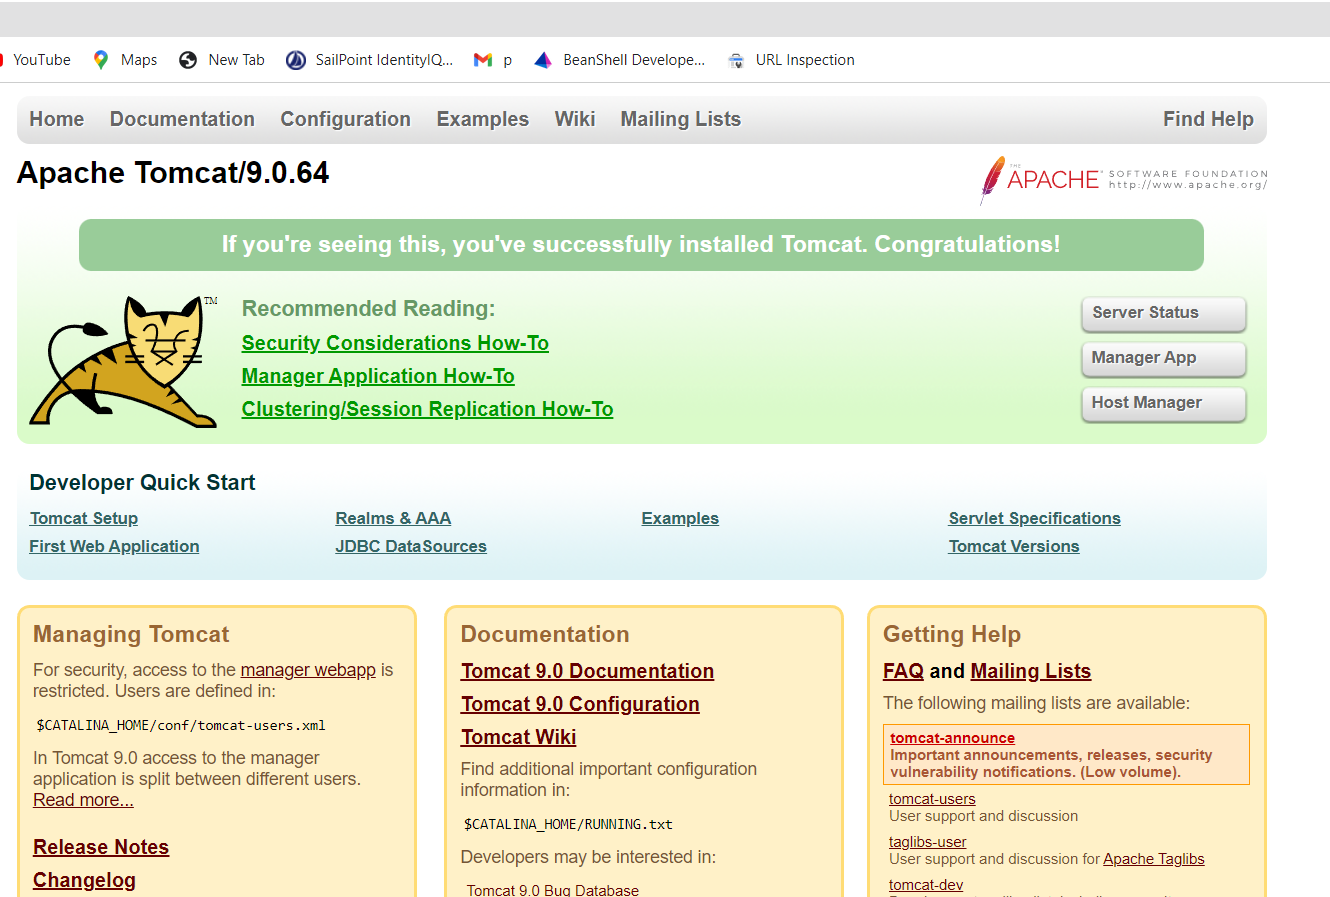 YouTube Maps New Tab SailPoint IdentityIQ... p BeanShell Develope... URL Inspection
Home Documentation Configuration Examples Wiki Mailing Lists Find Help
Apache Tomcat/9.0.64
THE APACHE SOFTWARE FOUNDATION
http://www.apache.org/
If you're seeing this, you've successfully installed Tomcat. Congratulations!
TM
Recommended Reading:
Security Considerations How-To
Manager Application How-To
Clustering/Session Replication How-To
Server Status
Manager App
Host Manager
Developer Quick Start
Tomcat Setup
First Web Application
Realms & AAA
JDBC DataSources
Examples
Servlet Specifications
Tomcat Versions
Managing Tomcat
For security, access to the manager webapp is
restricted. Users are defined in:
$CATALINA_HOME/conf/tomcat-users.xml
In Tomcat 9.0 access to the manager
application is split between different users.
Read more...
Release Notes
Changelog
Documentation
Tomcat 9.0 Documentation
Tomcat 9.0 Configuration
Tomcat Wiki
Find additional important configuration
information in:
$CATALINA_HOME/RUNNING.txt
Developers may be interested in:
Tomcat 9.0 Bug Database
Getting Help
FAQ and Mailing Lists
The following mailing lists are available:
tomcat-announce
Important announcements, releases, security
vulnerability notifications. (Low volume).
tomcat-users
User support and discussion
taglibs-user
User support and discussion for Apache Taglibs
tomcat-dev